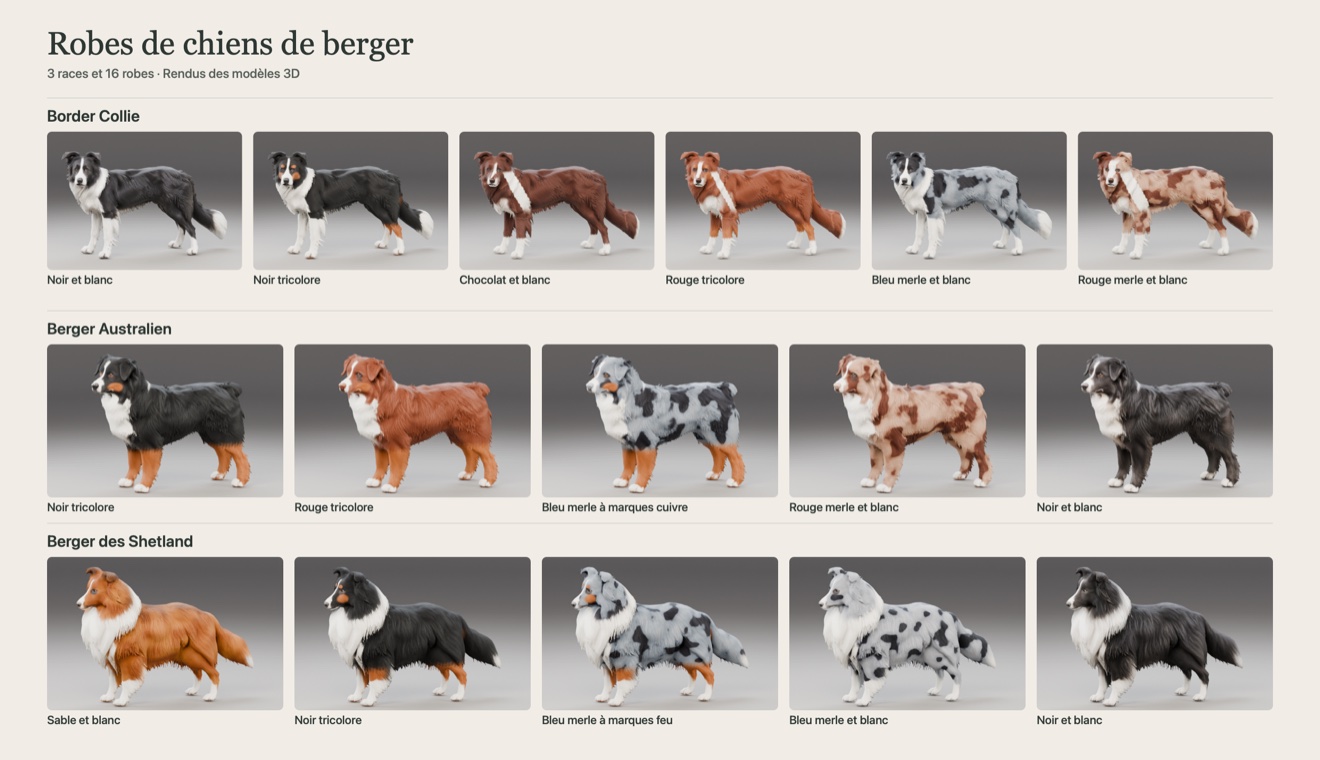 Robes de chiens de berger
3 races et 16 robes · Rendus des modèles 3D
Border Collie
Noir et blanc
Noir tricolore
Chocolat et blanc
Rouge tricolore
Bleu merle et blanc
Rouge merle et blanc
Berger Australien
Noir tricolore
Rouge tricolore
Bleu merle à marques cuivre
Rouge merle et blanc
Noir et blanc
Berger des Shetland
Sable et blanc
Noir tricolore
Bleu merle à marques feu
Bleu merle et blanc
Noir et blanc